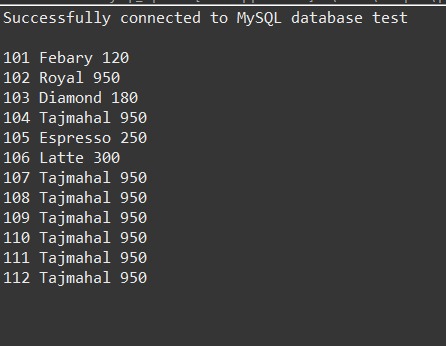 Successfully connected to MySQL database test
101 Febary 120
102 Royal 950
103 Diamond 180
104 Tajmahal 950
105 Espresso 250
106 Latte 300
107 Tajmahal 950
108 Tajmahal 950
109 Tajmahal 950
110 Tajmahal 950
111 Tajmahal 950
112 Tajmahal 950